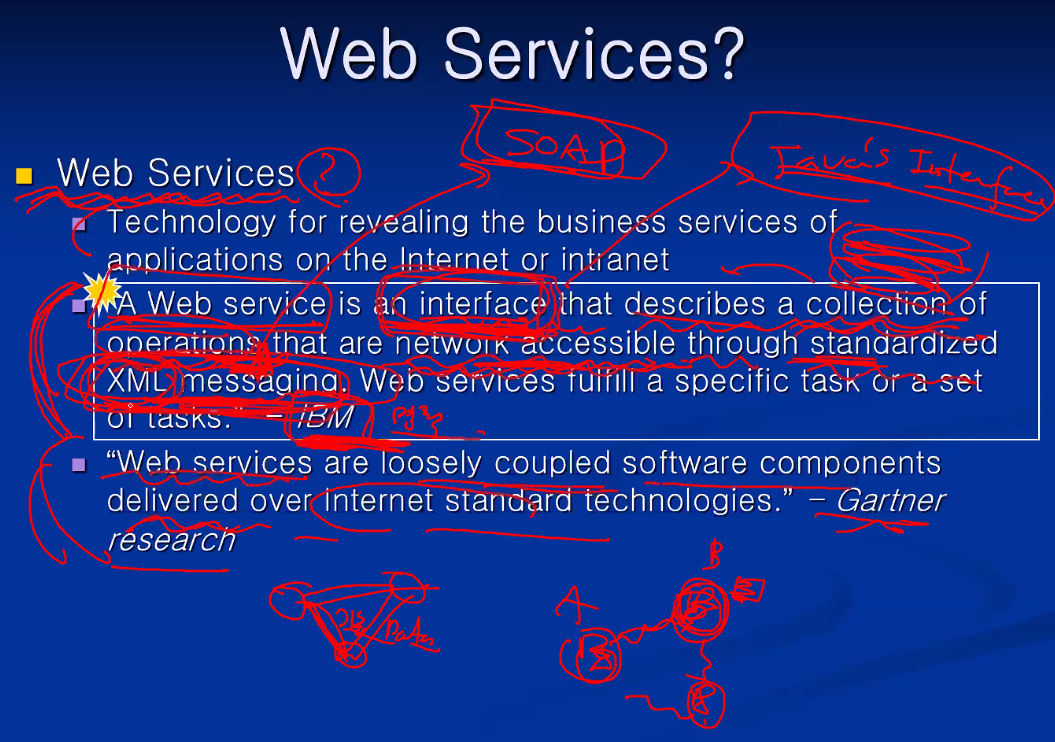 Web Services?
SOAP
Java's Interface
Web Services ?
Technology for revealing the business services of
applications on the Internet or intranet
"A Web service is an interface that describes a collection of
operations that are network accessible through standardized
XML messaging. Web services fulfill a specific task or a set
of tasks." - IBM
"Web services are loosely coupled software components
delivered over Internet standard technologies." - Gartner
research
B
A
Data